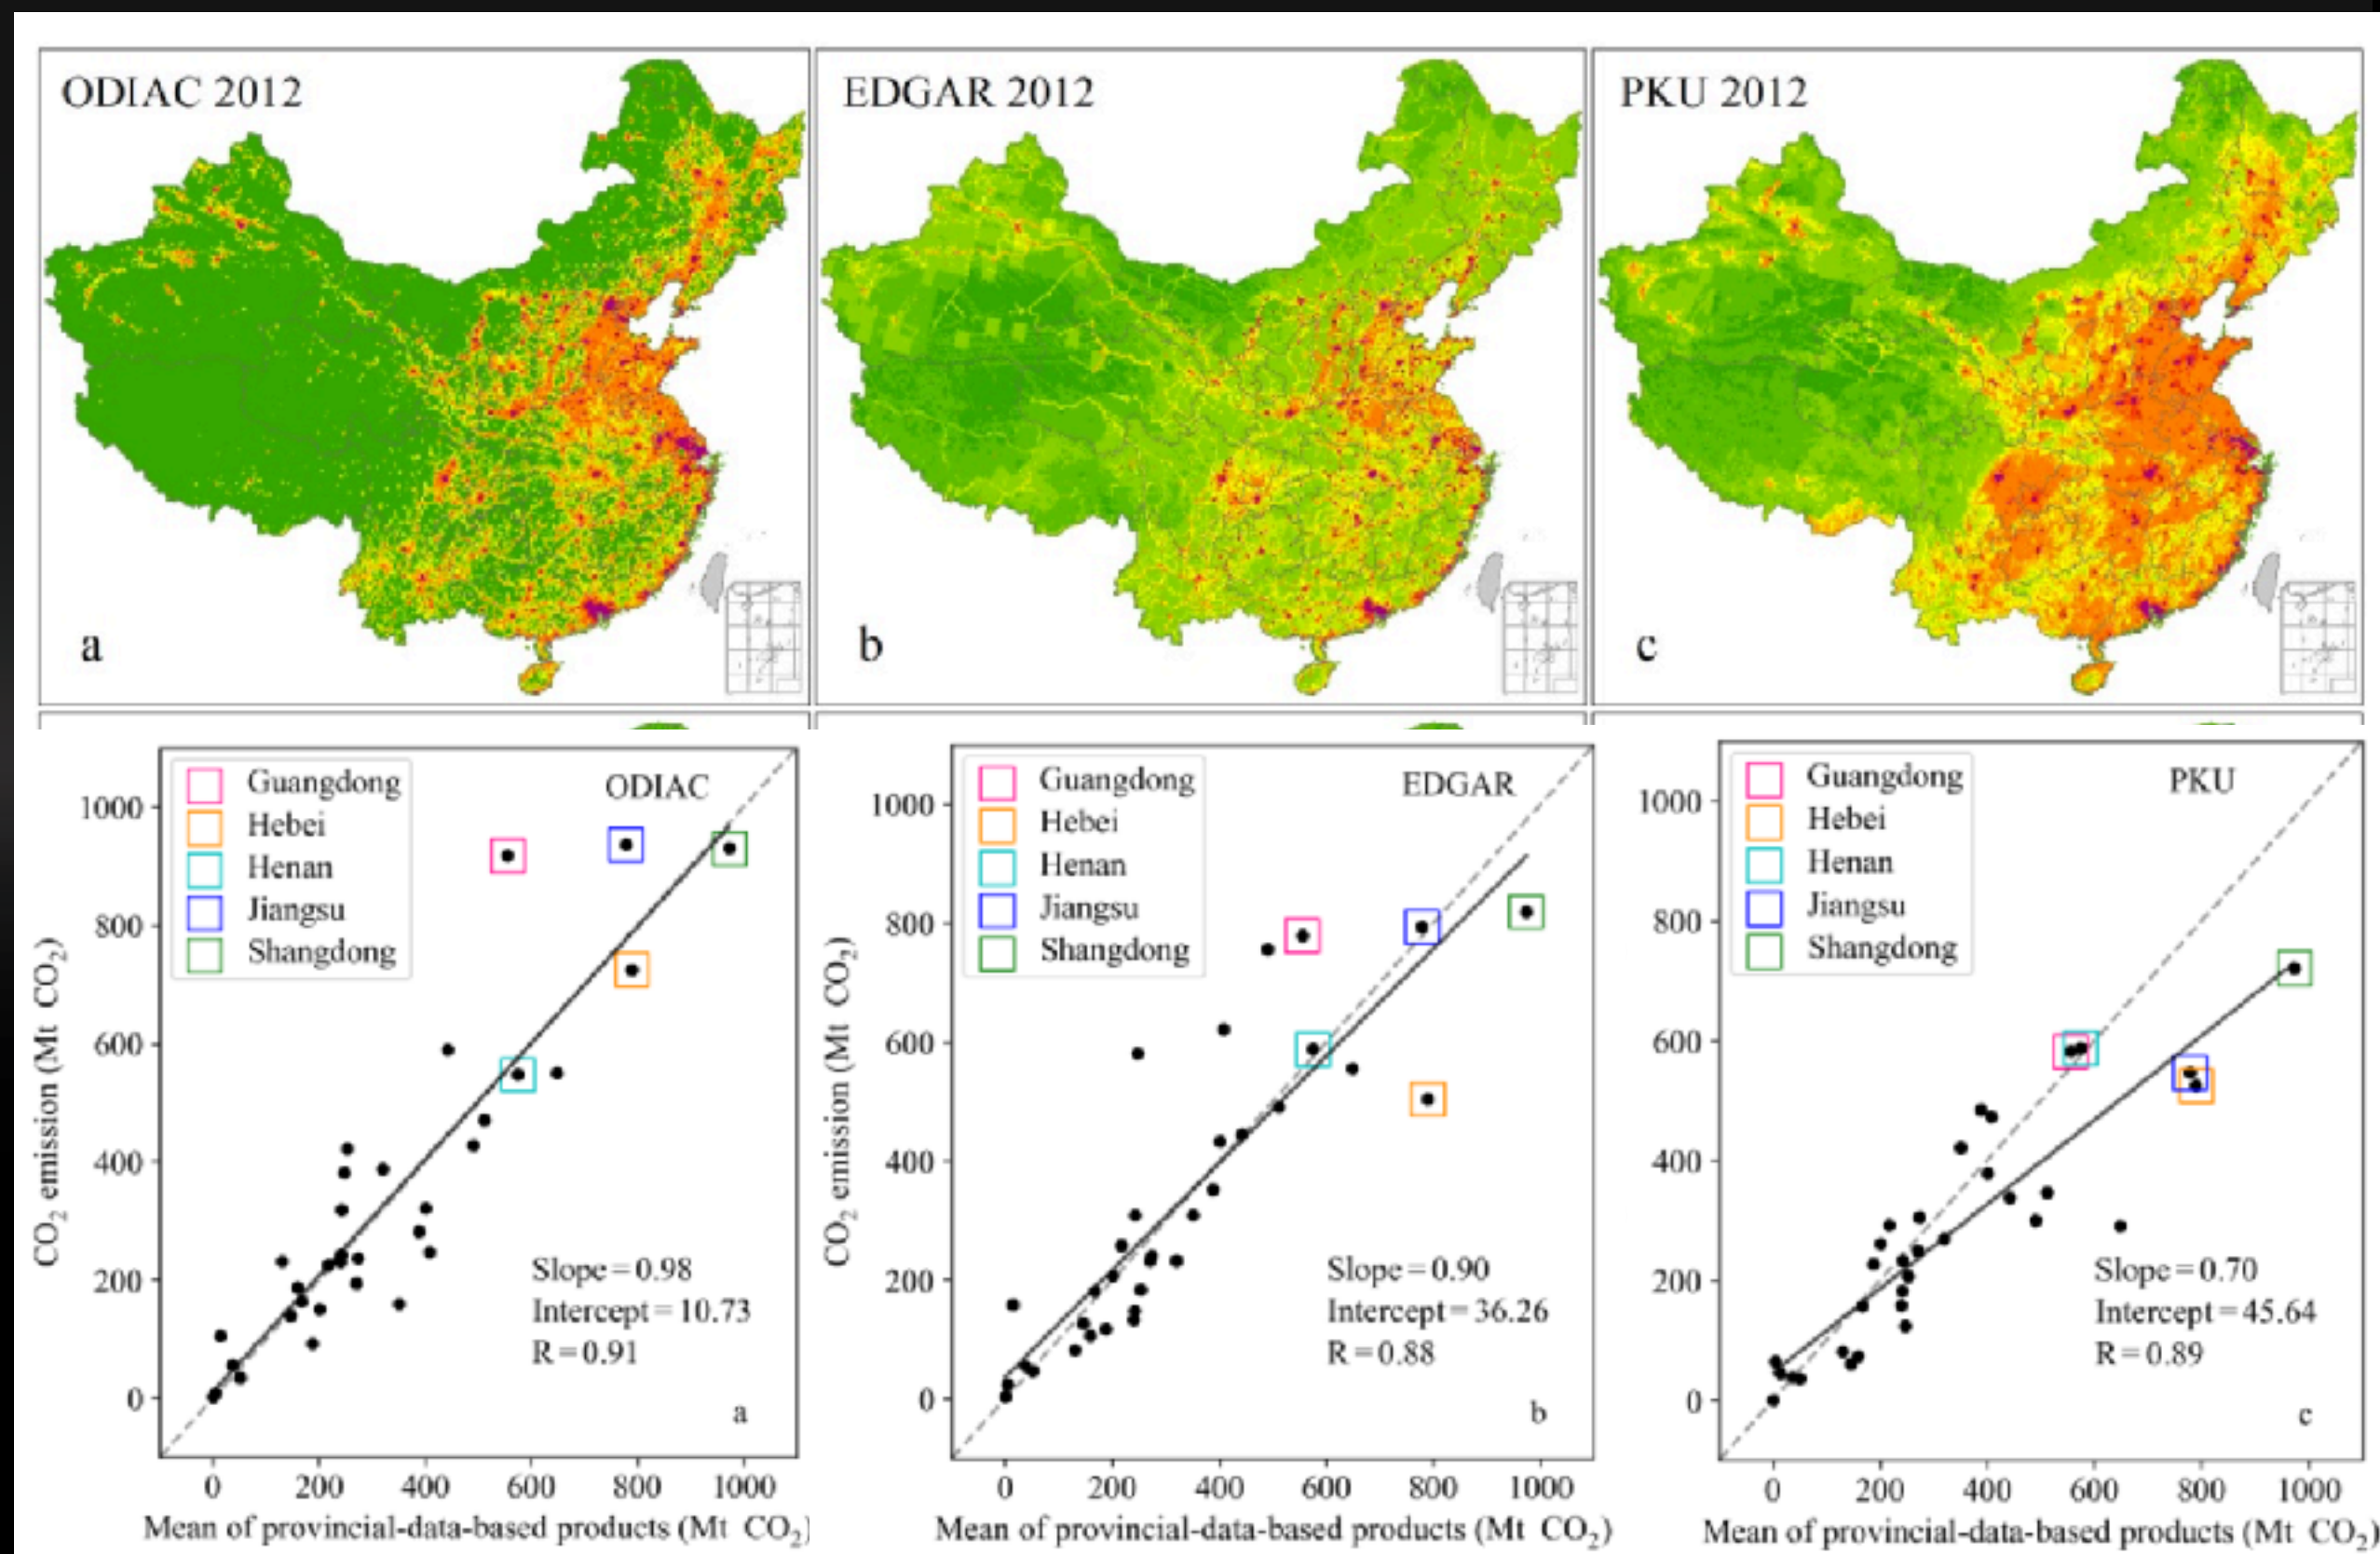 ODIAC 2012
a
EDGAR 2012
b
PKU 2012
c
CO2 emission (Mt CO2)
1000
800
600
400
200
0
Guangdong
Hebei
Henan
Jiangsu
Shangdong
ODIAC
Slope = 0.98
Intercept = 10.73
R = 0.91
a
0 200 400 600 800 1000
Mean of provincial-data-based products (Mt CO2)
CO2 emission (Mt CO2)
1000
800
600
400
200
0
Guangdong
Hebei
Henan
Jiangsu
Shangdong
EDGAR
Slope = 0.90
Intercept = 36.26
R = 0.88
b
0 200 400 600 800 1000
Mean of provincial-data-based products (Mt CO2)
1000
800
600
400
200
0
Guangdong
Hebei
Henan
Jiangsu
Shangdong
PKU
Slope = 0.70
Intercept = 45.64
R = 0.89
c
0 200 400 600 800 1000
Mean of provincial-data-based products (Mt CO2)